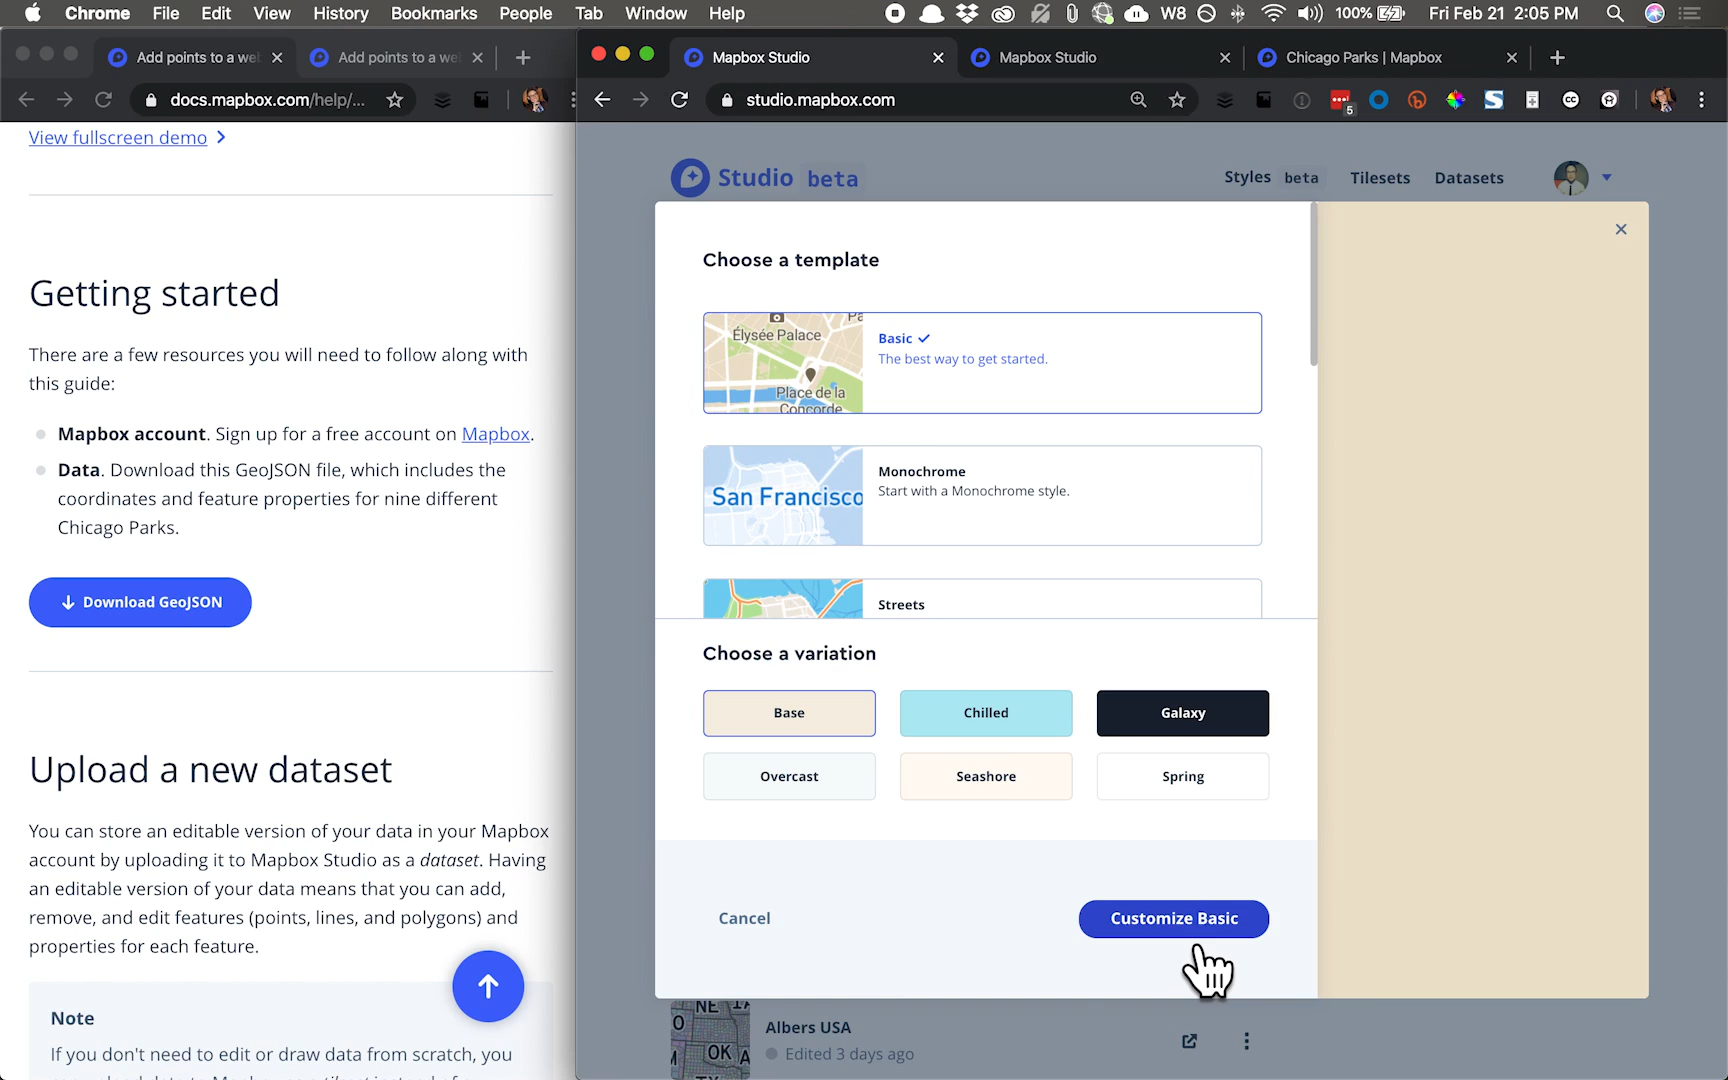 Chrome File Edit View History Bookmarks People Tab Window Help W8 100% Fri Feb 21 2:05 PM
Add points to a we
Add points to a we
Mapbox Studio
Mapbox Studio
Chicago Parks | Mapbox
docs.mapbox.com/help/...
studio.mapbox.com
5
View fullscreen demo
Getting started
There are a few resources you will need to follow along with
this guide:
Mapbox account. Sign up for a free account on Mapbox.
Data. Download this GeoJSON file, which includes the
coordinates and feature properties for nine different
Chicago Parks.
Download GeoJSON
Upload a new dataset
You can store an editable version of your data in your Mapbox
account by uploading it to Mapbox Studio as a dataset. Having
an editable version of your data means that you can add,
remove, and edit features (points, lines, and polygons) and
properties for each feature.
Note
If you don't need to edit or draw data from scratch, you
Studio beta
Styles beta Tilesets Datasets
Choose a template
Élysée Palace
Place de la
Concorde
Basic
The best way to get started.
San Francisco
Monochrome
Start with a Monochrome style.
Streets
Choose a variation
Base Chilled Galaxy
Overcast Seashore Spring
Cancel Customize Basic
NE
OK
Albers USA
Edited 3 days ago